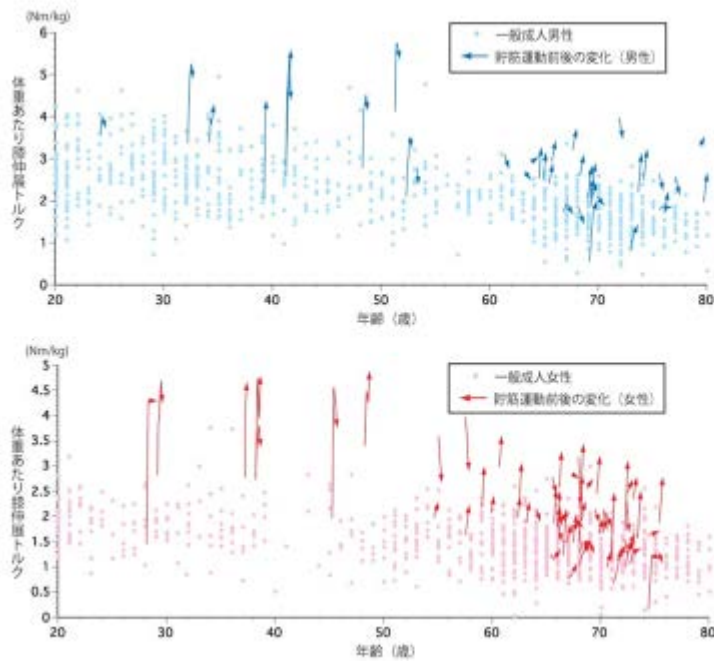 (Nm/kg)
6
5
4
3
2
1
0
体重あたり膝伸展トルク
一般成人男性
貯筋運動前後の変化（男性）
20 30 40 50 60 70 80
年齢（歳）
(Nm/kg)
5
4.5
4
3.5
3
2.5
2
1.5
1
0.5
0
体重あたり膝伸展トルク
一般成人女性
貯筋運動前後の変化（女性）
20 30 40 50 60 70 80
年齢（歳）